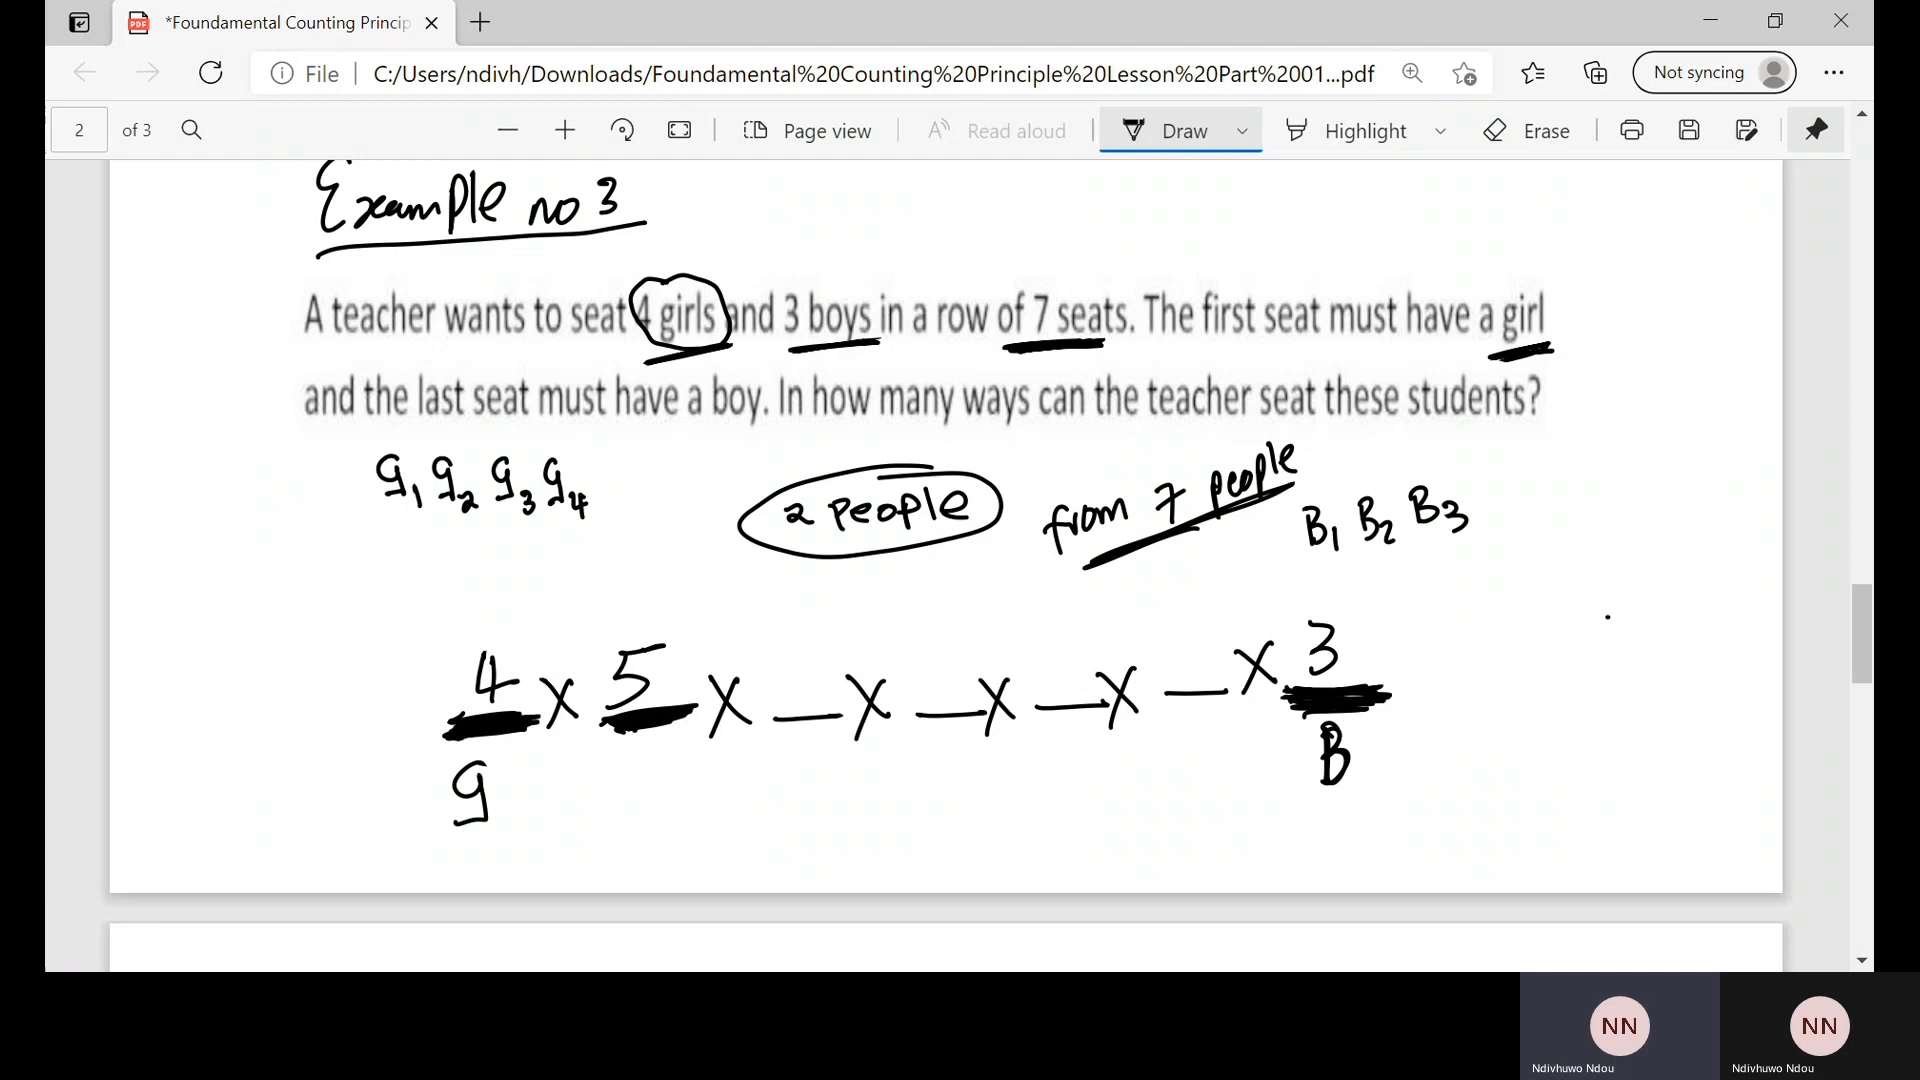 *Foundamental Counting Princip
File | C:/Users/ndivh/Downloads/Foundamental%20Counting%20Principle%20Lesson%20Part%2001...pdf
Not syncing
2 of 3
Page view
Read aloud
Draw
Highlight
Erase
Example no 3
A teacher wants to seat 4 girls and 3 boys in a row of 7 seats. The first seat must have a girl
and the last seat must have a boy. In how many ways can the teacher seat these students?
g1 g2 g3 g4
2 people
from 7 people
B1 B2 B3
4 X 5 X _ X _ X _ X _ X 3
g B
NN NN
Ndivhuwo Ndou Ndivhuwo Ndou